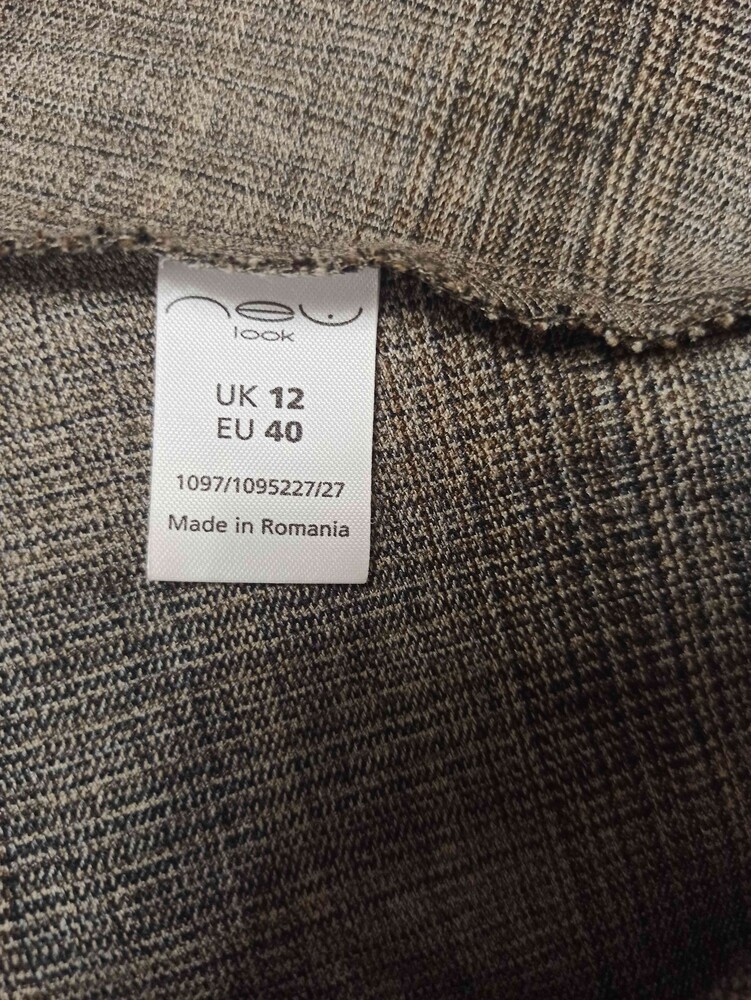 new
look
UK 12
EU 40
1097/1095227/27
Made in Romania